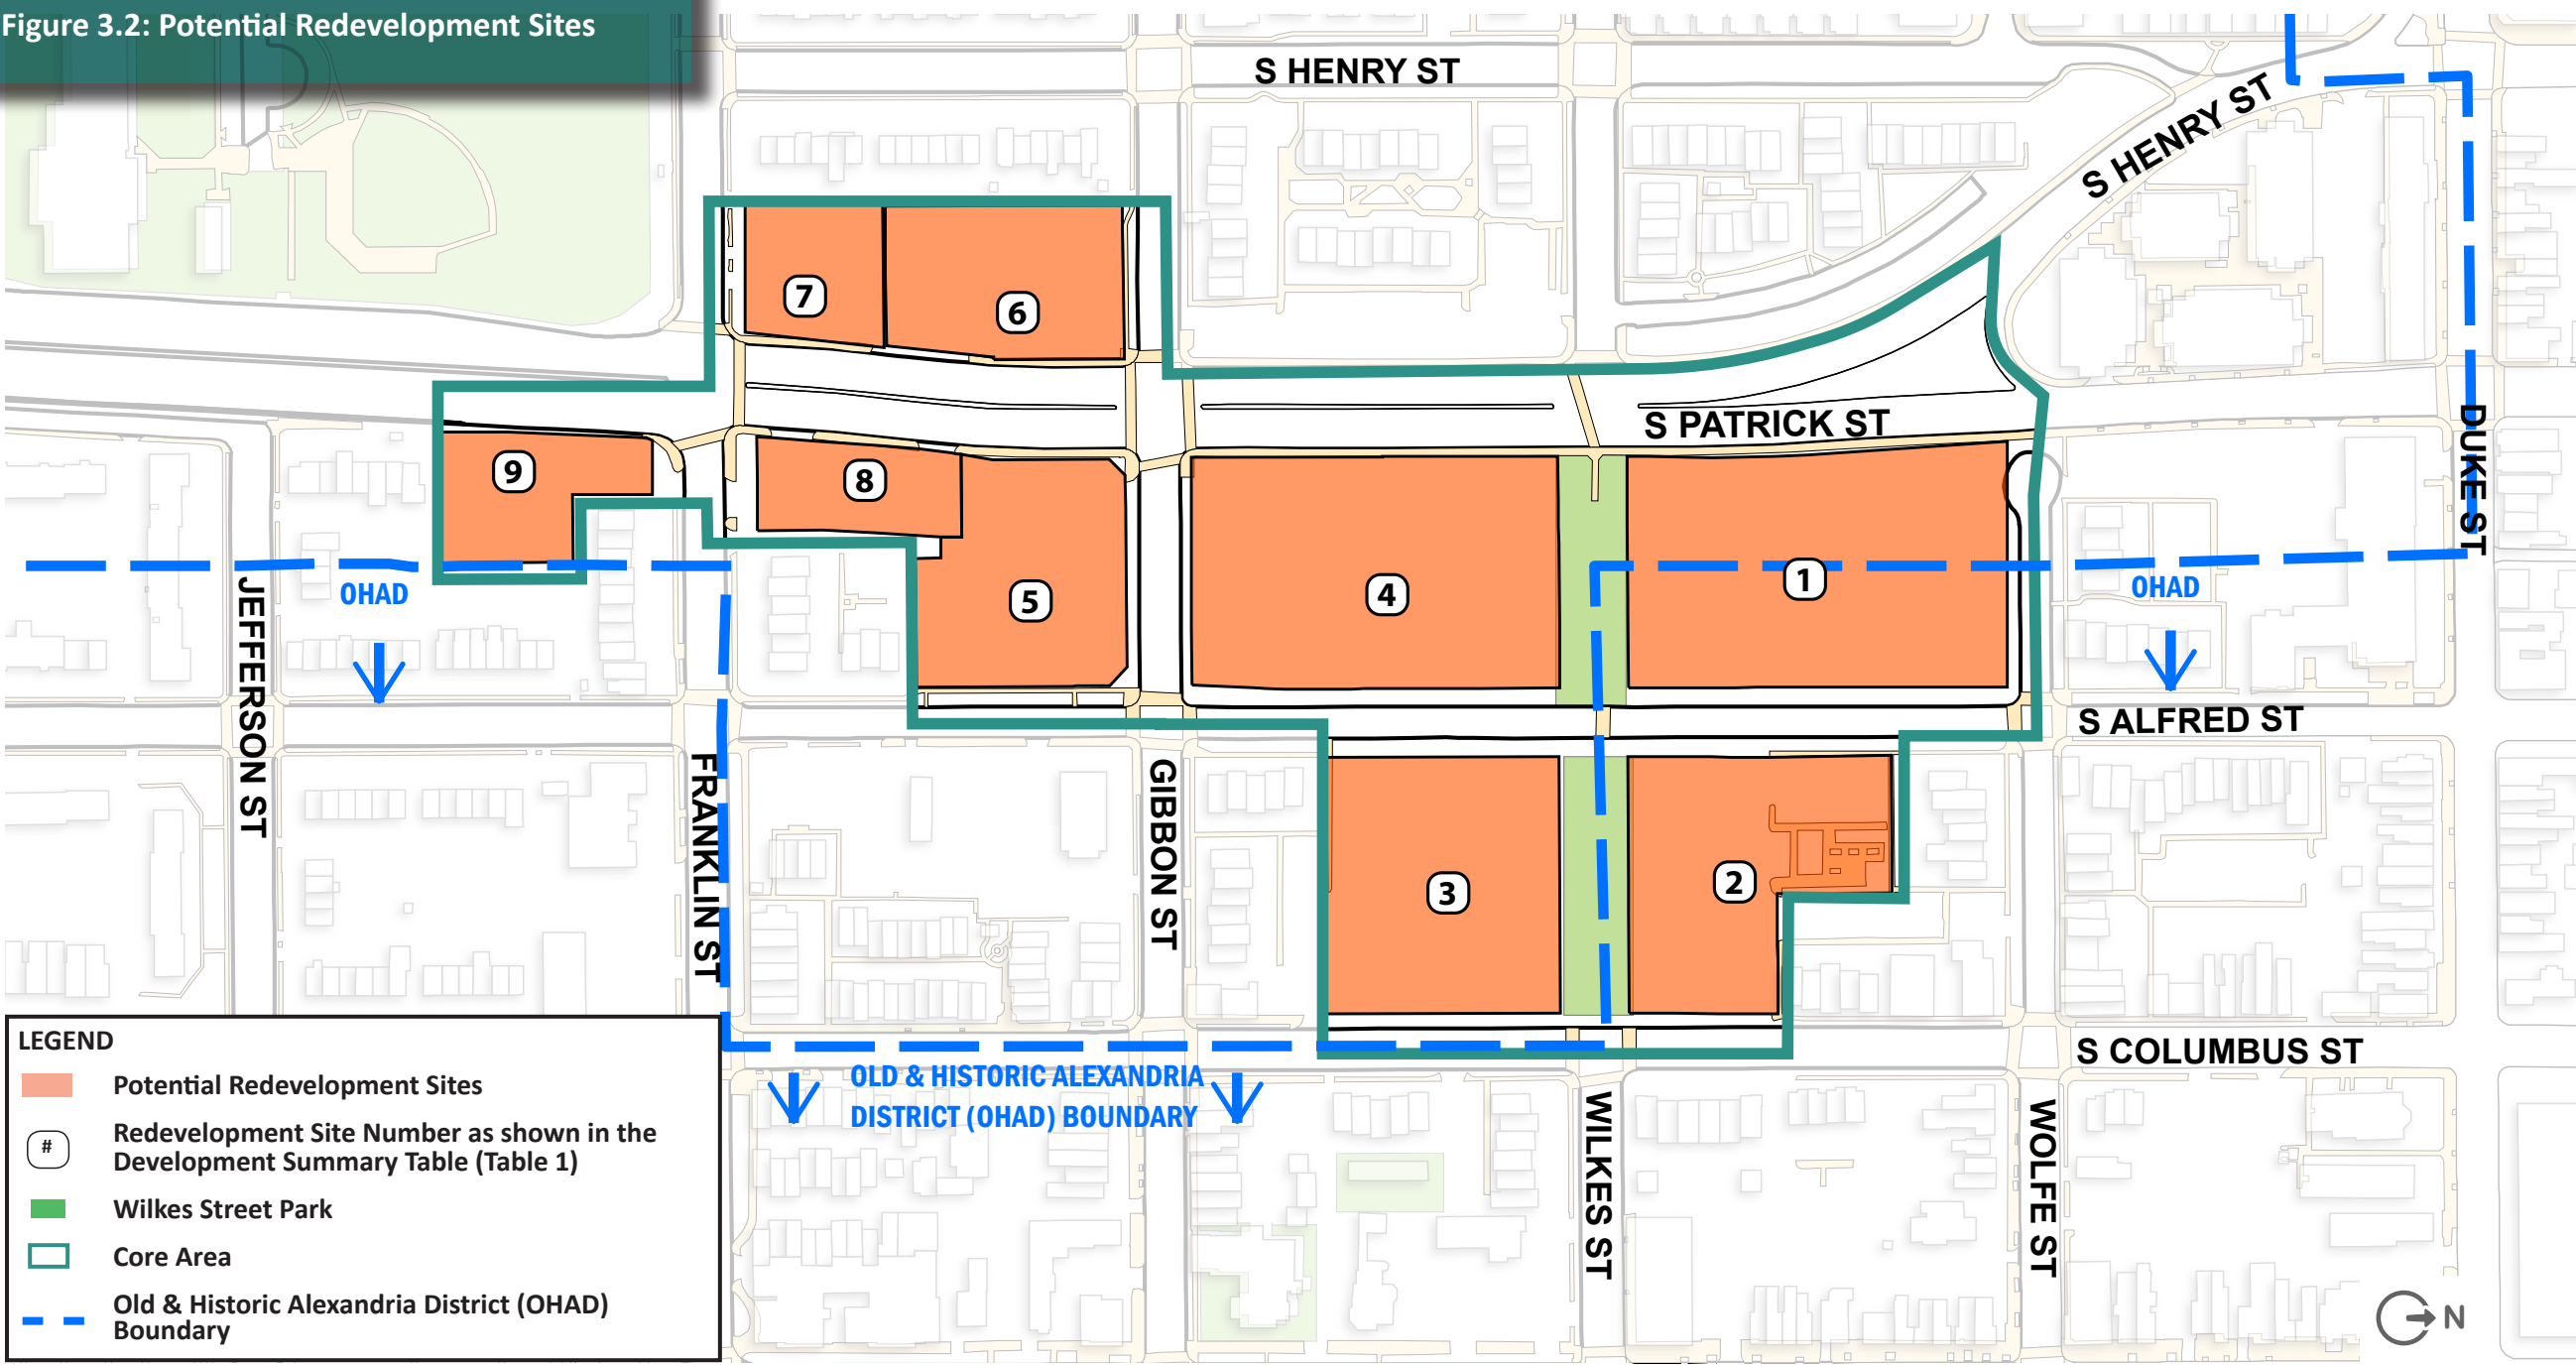 Figure 3.2: Potential Redevelopment Sites
S HENRY ST
S HENRY ST
7
6
S PATRICK ST
DUKE ST
9
8
5
4
1
OHAD
OHAD
JEFFERSON ST
S ALFRED ST
FRANKLIN ST
GIBBON ST
3
2
S COLUMBUS ST
OLD & HISTORIC ALEXANDRIA
DISTRICT (OHAD) BOUNDARY
WILKES ST
WOLFE ST
LEGEND
Potential Redevelopment Sites
#
Redevelopment Site Number as shown in the
Development Summary Table (Table 1)
Wilkes Street Park
Core Area
Old & Historic Alexandria District (OHAD)
Boundary
N